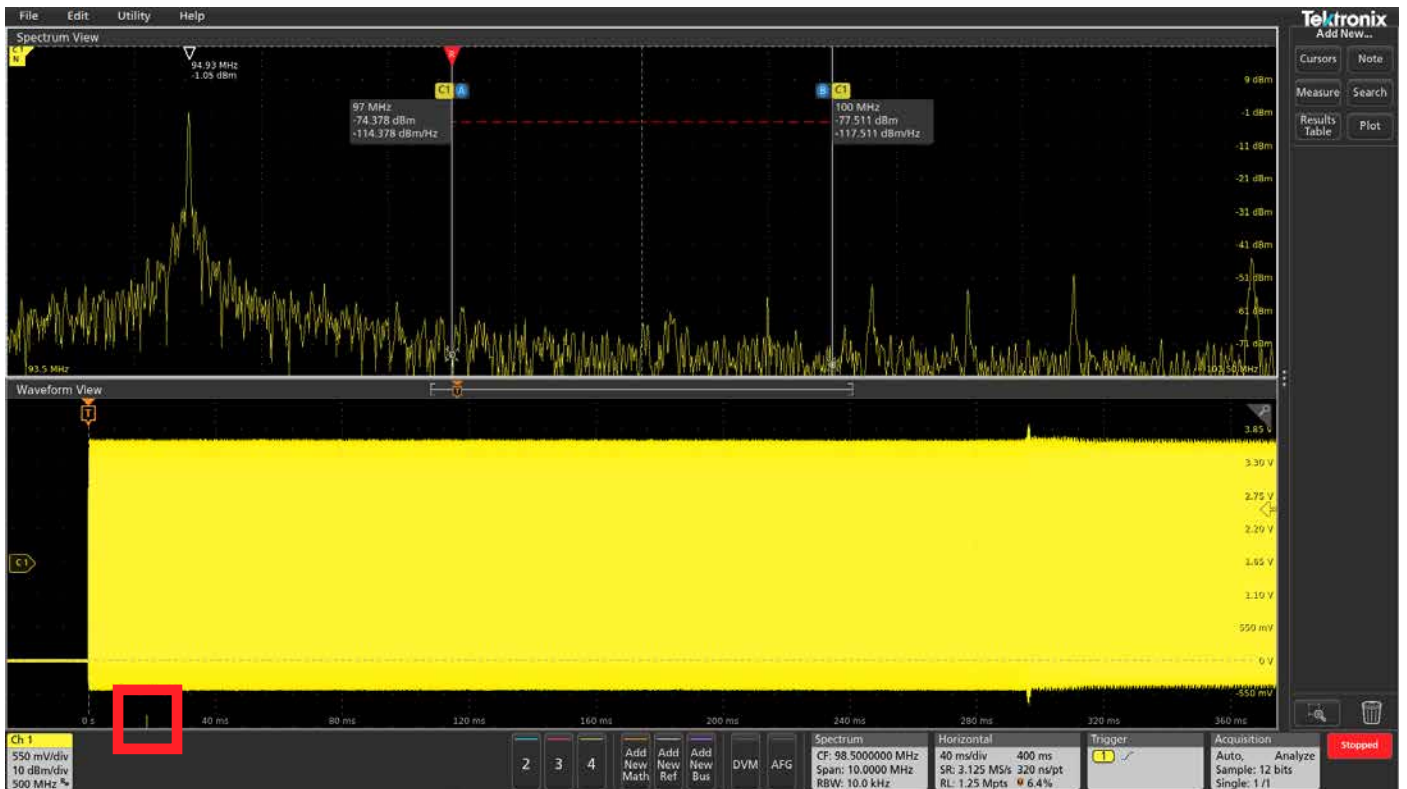 File Edit Utility Help
Tektronix
Add New...
Spectrum View
C1
N
94.93 MHz
-1.05 dBm
R
C1 A
B C1
97 MHz
-74.378 dBm
-114.378 dBm/Hz
100 MHz
-77.511 dBm
-117.511 dBm/Hz
9 dBm
-1 dBm
-11 dBm
-21 dBm
-31 dBm
-41 dBm
-51 dBm
-61 dBm
-71 dBm
93.5 MHz
Cursors Note
Measure Search
Results
Table
Plot
Waveform View
T
T
C1
3.85 V
3.30 V
2.75 V
2.20 V
1.65 V
1.10 V
550 mV
0 V
-550 mV
0 s 40 ms 80 ms 120 ms 160 ms 200 ms 240 ms 280 ms 320 ms 360 ms
Ch 1
550 mV/div
10 dBm/div
500 MHz
2 3 4
Add
New
Math
Add
New
Ref
Add
New
Bus
DVM AFG
Spectrum
CF: 98.5000000 MHz
Span: 10.0000 MHz
RBW: 10.0 kHz
Horizontal
40 ms/div 400 ms
SR: 3.125 MS/s 320 ns/pt
RL: 1.25 Mpts 6.4%
Trigger
1
Acquisition
Auto, Analyze
Sample: 12 bits
Single: 1 /1
Stopped